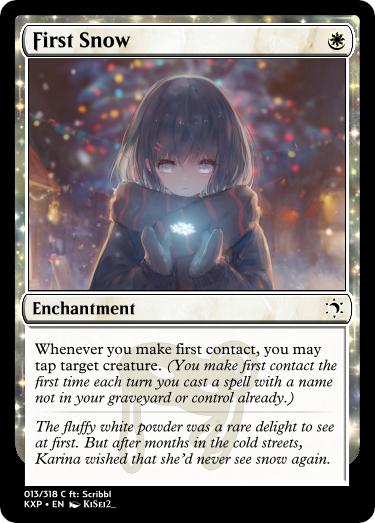 First Snow
Enchantment
Whenever you make first contact, you may
tap target creature. (You make first contact the
first time each turn you cast a spell with a name
not in your graveyard or control already.)
The fluffy white powder was a rare delight to see
at first. But after months in the cold streets,
Karina wished that she'd never see snow again.
013/318 C ft: Scribbl
KXP • EN KiSei2_